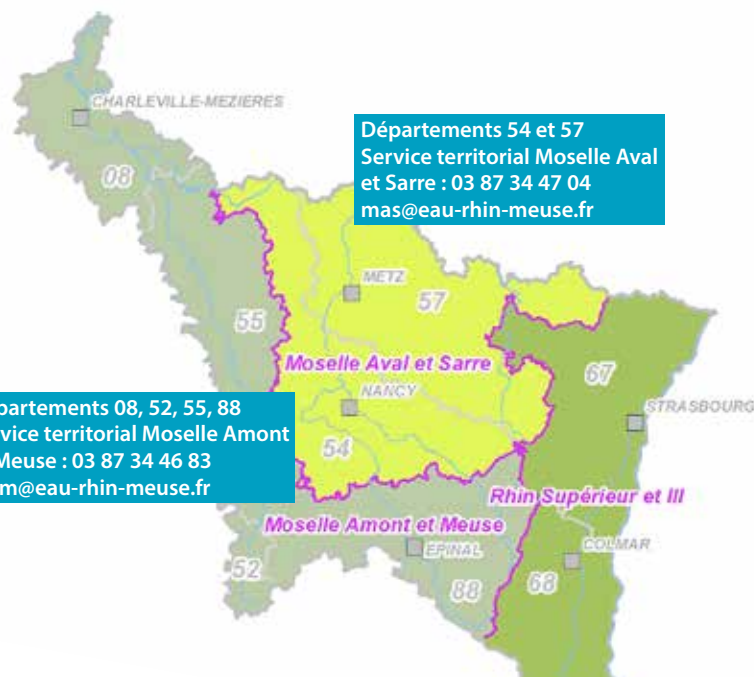 CHARLEVILLE-MEZIERES
08
Départements 54 et 57
Service territorial Moselle Aval
et Sarre : 03 87 34 47 04
mas@eau-rhin-meuse.fr
METZ
57
55
67
Moselle Aval et Sarre
NANCY
STRASBOURG
54
partements 08, 52, 55, 88
vice territorial Moselle Amont
Meuse : 03 87 34 46 83
m@eau-rhin-meuse.fr
Rhin Supérieur et Ill
Moselle Amont et Meuse
EPINAL
COLMAR
52
88
68